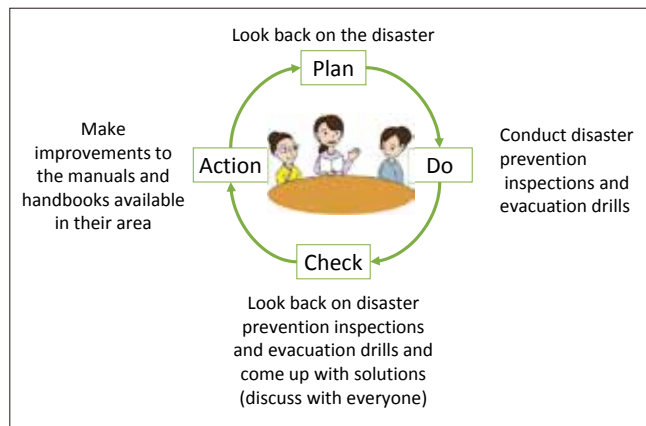 Look back on the disaster
Plan
Make
improvements to
the manuals and
handbooks available
in their area
Action
Do
Conduct disaster
prevention
inspections and
evacuation drills
Check
Look back on disaster
prevention inspections
and evacuation drills and
come up with solutions
(discuss with everyone)